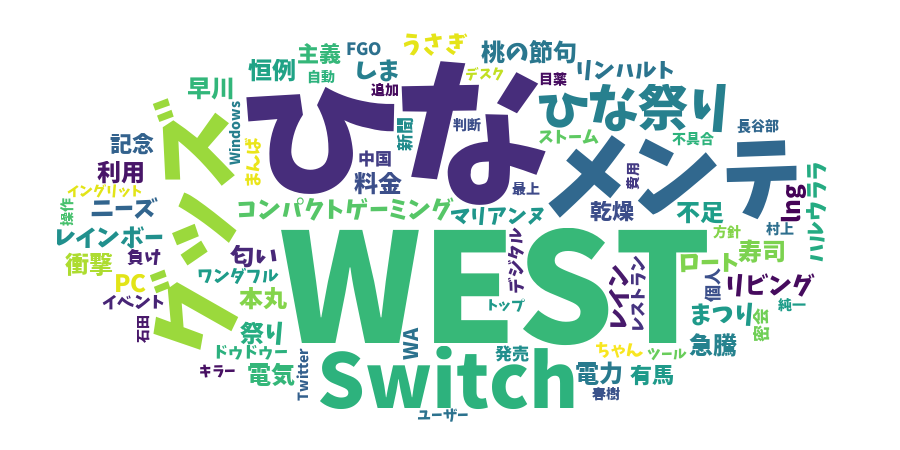 うさぎ
FGO
主義
桃の節句
恒例
自動
しま
デスク
リンハルト
早川
追加
目薬
ひな
ひな祭り
Windows
新聞
判断
ストーム
不具合
長谷部
記念
ズッグ
まんば
中国
メンテ
利用
料金
最上
費用
ing
ハルウララ
イングリット
操作
ニーズ
コンパクトゲーミング
マリアンヌ
乾燥
不足
村上
レインボー
方針
衝撃
負け
匂い
WEST
デジタル
レイン
レストラン
ロート
寿司
PC
ワンダフル
個人
リビング
イベント
本丸
トップ
まつり
純一
石田
祭り
WA
密会
ドゥドゥー
発売
ちゃん
ツール
急騰
キラー
電気
Twitter
Switch
電力
有馬
春樹
ユーザー